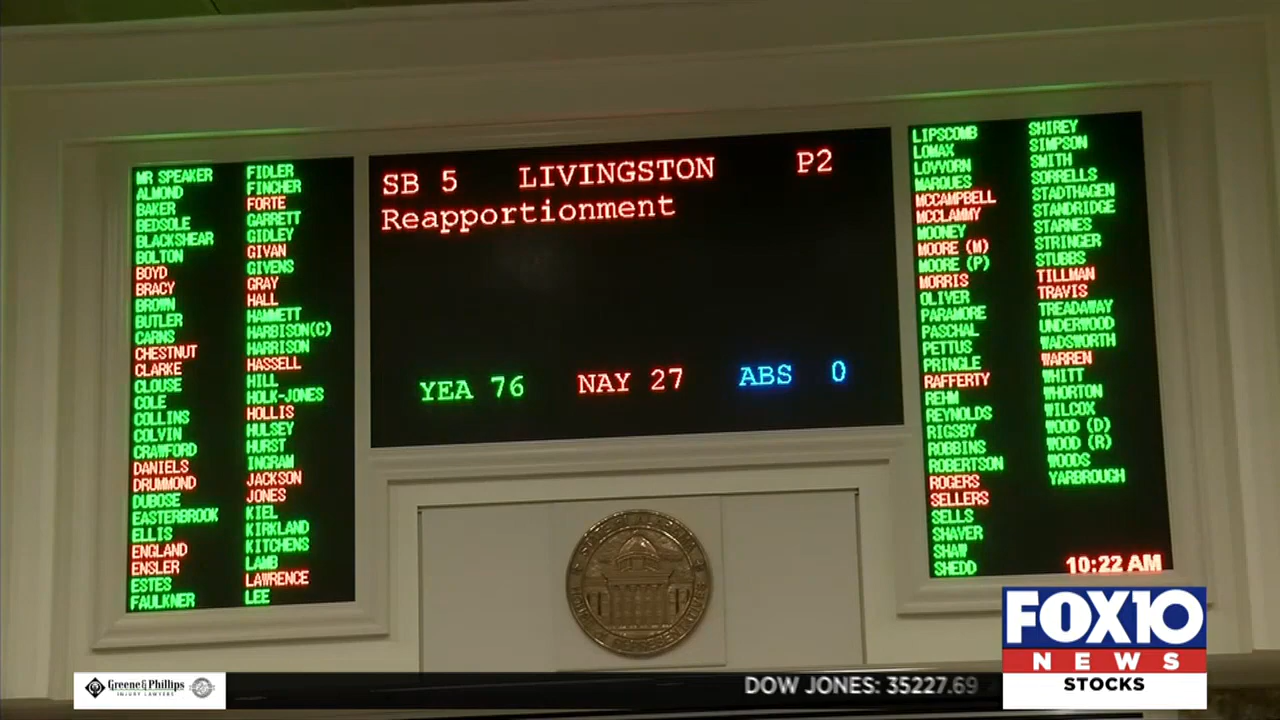 MR SPEAKER
ALMOND
BAKER
BEDSOLE
BLACKSHEAR
BOLTON
BOYD
BRACY
BROWN
BUTLER
CARNS
CHESTNUT
CLARKE
CLOUSE
COLE
COLLINS
COLVIN
CRAWFORD
DANIELS
DRUMMOND
DUBOSE
EASTERBROOK
ELLIS
ENGLAND
ENSLER
ESTES
FAULKNER
FIDLER
FINCHER
FORTE
GARRETT
GIDLEY
GIVAN
GIVENS
GRAY
HALL
HAMMETT
HARBISON(C)
HARRISON
HASSELL
HILL
HOLK-JONES
HOLLIS
HULSEY
HURST
INGRAM
JACKSON
JONES
KIEL
KIRKLAND
KITCHENS
LAMB
LAWRENCE
LEE
SB 5 LIVINGSTON P2
Reapportionment
YEA 76 NAY 27 ABS 0
LIPSCOMB
LOMAX
LOVVORN
MARQUES
MCCAMPBELL
MCCLAMMY
MOONEY
MOORE (M)
MOORE (P)
MORRIS
OLIVER
PARAMORE
PASCHAL
PETTUS
PRINGLE
RAFFERTY
REHM
REYNOLDS
RIGSBY
ROBBINS
ROBERTSON
ROGERS
SELLERS
SELLS
SHAVER
SHAW
SHEDD
SHIREY
SIMPSON
SMITH
SORRELLS
STADTHAGEN
STANDRIDGE
STARNES
STRINGER
STUBBS
TILLMAN
TRAVIS
TREADAWAY
UNDERWOOD
WADSWORTH
WARREN
WHITT
WHORTON
WILCOX
WOOD (D)
WOOD (R)
WOODS
YARBROUGH
10:22 AM
FOX10
NEWS
STOCKS
Greene & Phillips
INJURY LAWYERS
DOW JONES: 35227.69